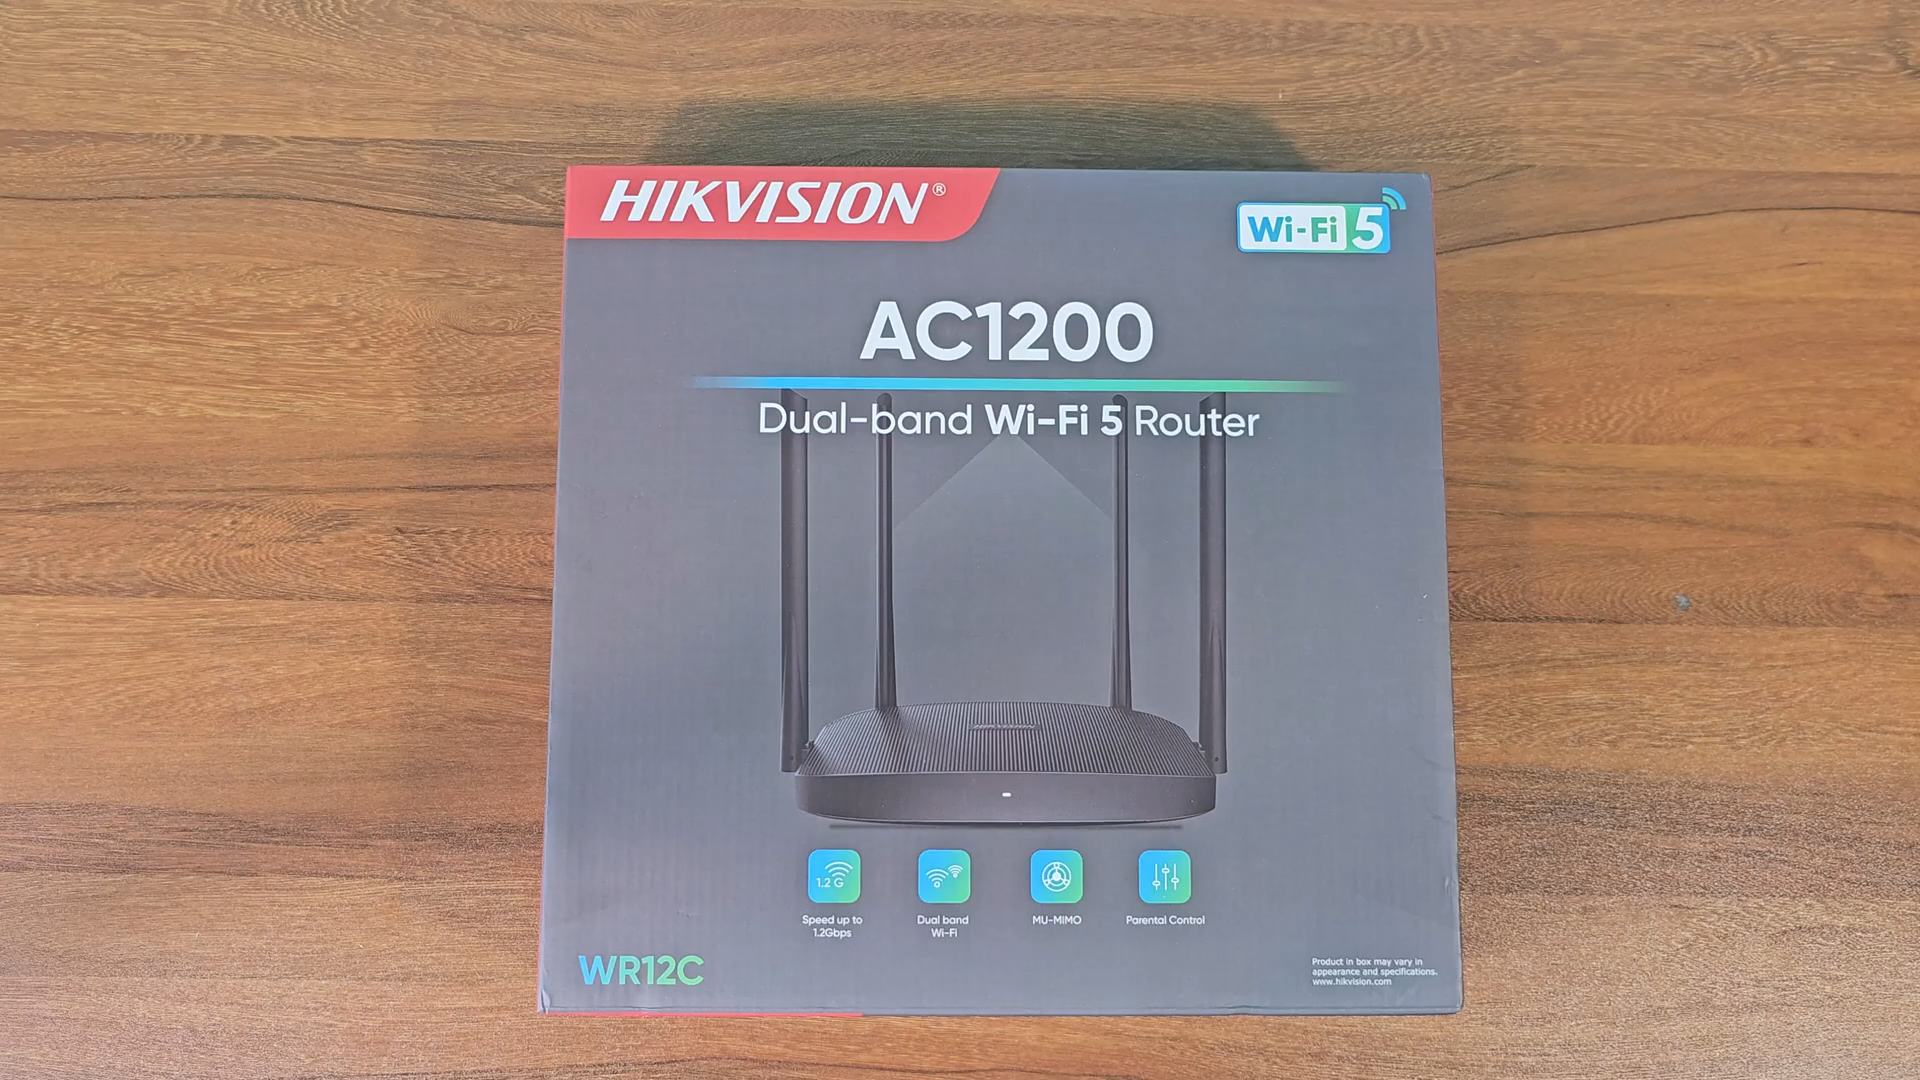 HIKVISION®
Wi-Fi 5
AC1200
Dual-band Wi-Fi 5 Router
1.2 G
Speed up to
1.2Gbps
Dual band
Wi-Fi
MU-MIMO
Parental Control
WR12C
Product in box may vary in
appearance and specifications.
www.hikvision.com